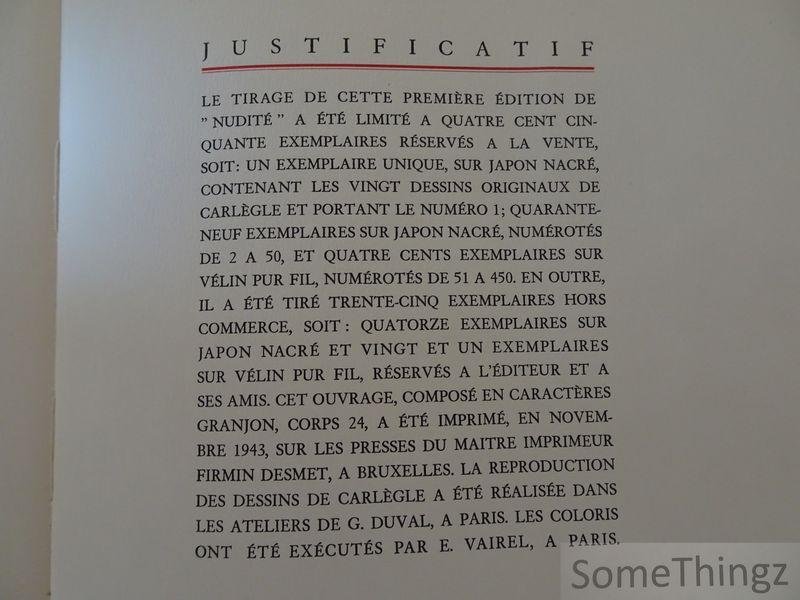 JUSTIFICATIF
LE TIRAGE DE CETTE PREMIÈRE ÉDITION DE
" NUDITÉ " A ÉTÉ LIMITÉ A QUATRE CENT CIN-
QUANTE EXEMPLAIRES RÉSERVÉS A LA VENTE,
SOIT: UN EXEMPLAIRE UNIQUE, SUR JAPON NACRÉ,
CONTENANT LES VINGT DESSINS ORIGINAUX DE
CARLÈGLE ET PORTANT LE NUMÉRO 1; QUARANTE-
NEUF EXEMPLAIRES SUR JAPON NACRÉ, NUMÉROTÉS
DE 2 A 50, ET QUATRE CENTS EXEMPLAIRES SUR
VÉLIN PUR FIL, NUMÉROTÉS DE 51 A 450. EN OUTRE,
IL A ÉTÉ TIRÉ TRENTE-CINQ EXEMPLAIRES HORS
COMMERCE, SOIT : QUATORZE EXEMPLAIRES SUR
JAPON NACRÉ ET VINGT ET UN EXEMPLAIRES
SUR VÉLIN PUR FIL, RÉSERVÉS A L'ÉDITEUR ET A
SES AMIS. CET OUVRAGE, COMPOSÉ EN CARACTÈRES
GRANJON, CORPS 24, A ÉTÉ IMPRIMÉ, EN NOVEM-
BRE 1943, SUR LES PRESSES DU MAITRE IMPRIMEUR
FIRMIN DESMET, A BRUXELLES. LA REPRODUCTION
DES DESSINS DE CARLÈGLE A ÉTÉ RÉALISÉE DANS
LES ATELIERS DE G. DUVAL, A PARIS. LES COLORIS
ONT ÉTÉ EXÉCUTÉS PAR E. VAIREL, A PARIS.
SomeThingz